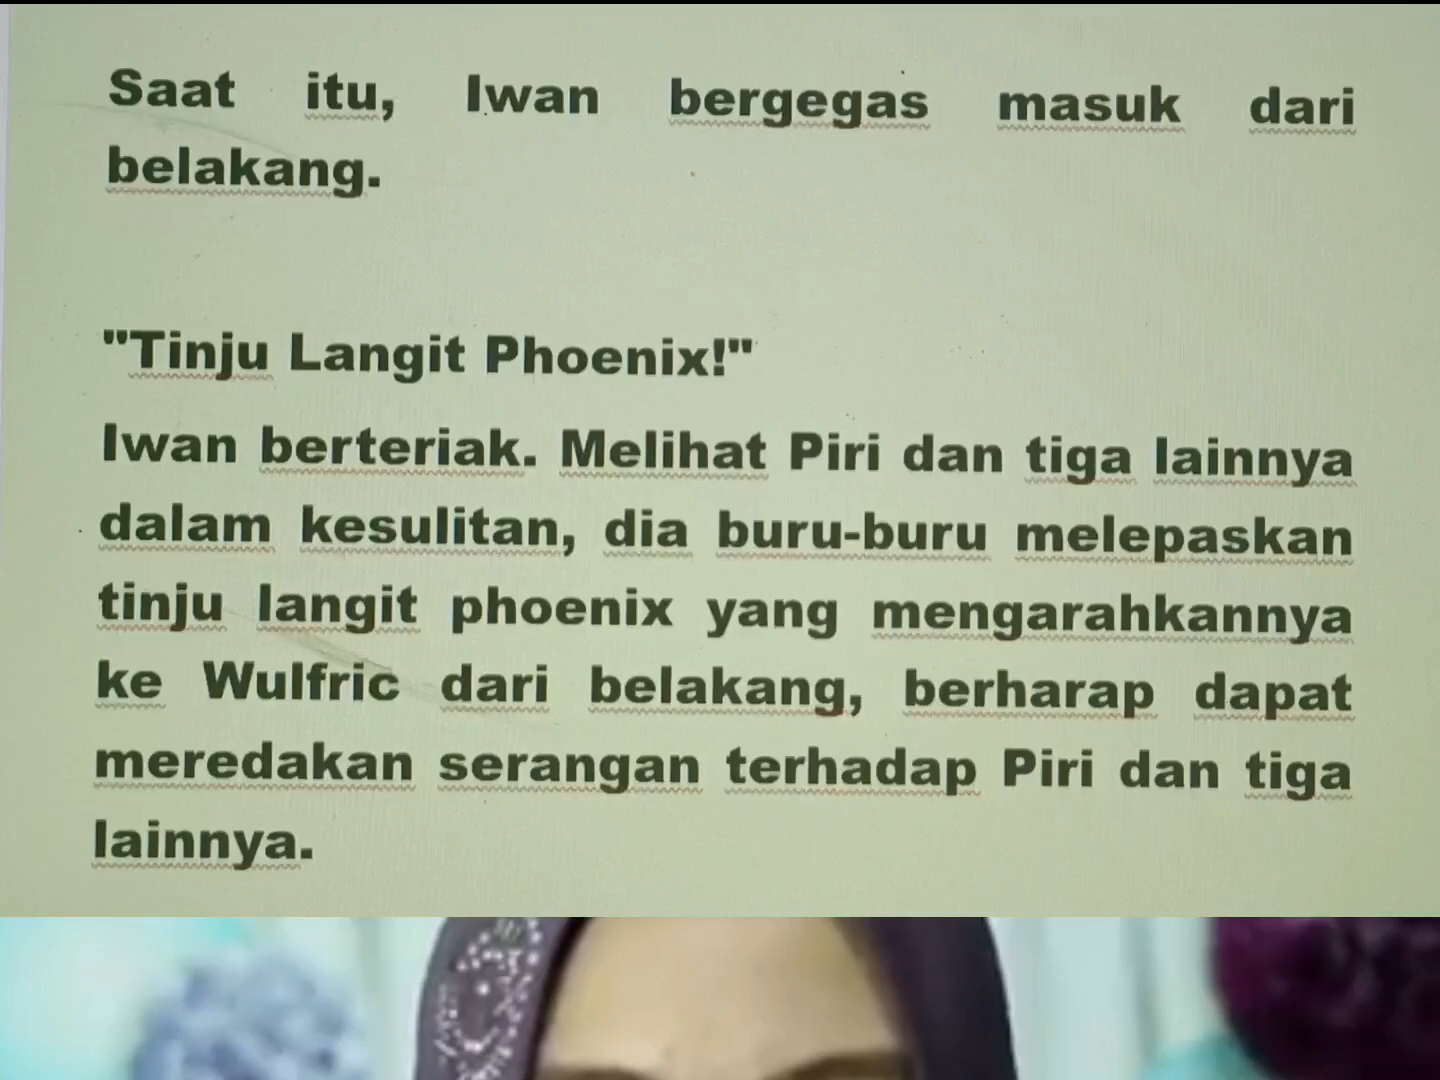 Saat itu, Iwan bergegas masuk dari
belakang.
"Tinju Langit Phoenix!"
Iwan berteriak. Melihat Piri dan tiga lainnya
dalam kesulitan, dia buru-buru melepaskan
tinju langit phoenix yang mengarahkannya
ke Wulfric dari belakang, berharap dapat
meredakan serangan terhadap Piri dan tiga
lainnya.